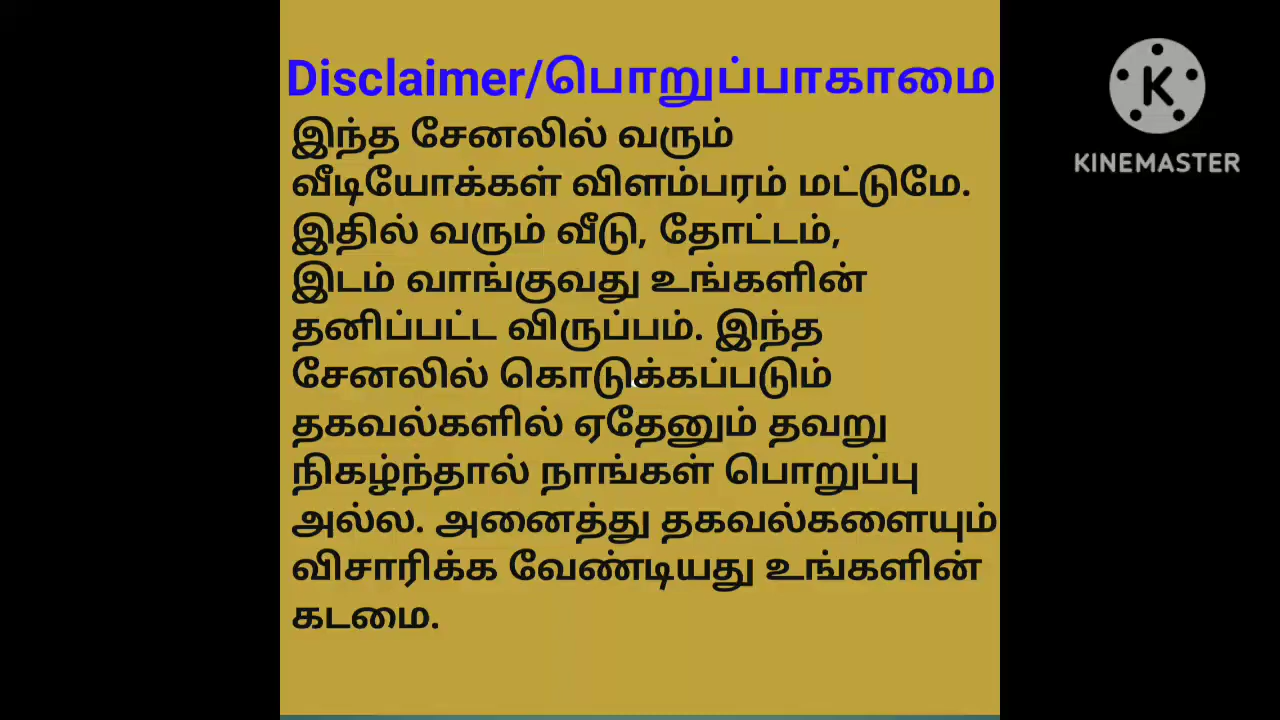 Disclaimer/பொறுப்பாகாமை
இந்த சேனலில் வரும்
வீடியோக்கள் விளம்பரம் மட்டுமே.
இதில் வரும் வீடு, தோட்டம்,
இடம் வாங்குவது உங்களின்
தனிப்பட்ட விருப்பம். இந்த
சேனலில் கொடுக்கப்படும்
தகவல்களில் ஏதேனும் தவறு
நிகழ்ந்தால் நாங்கள் பொறுப்பு
அல்ல. அனைத்து தகவல்களையும்
விசாரிக்க வேண்டியது உங்களின்
கடமை.
K
KINEMASTER